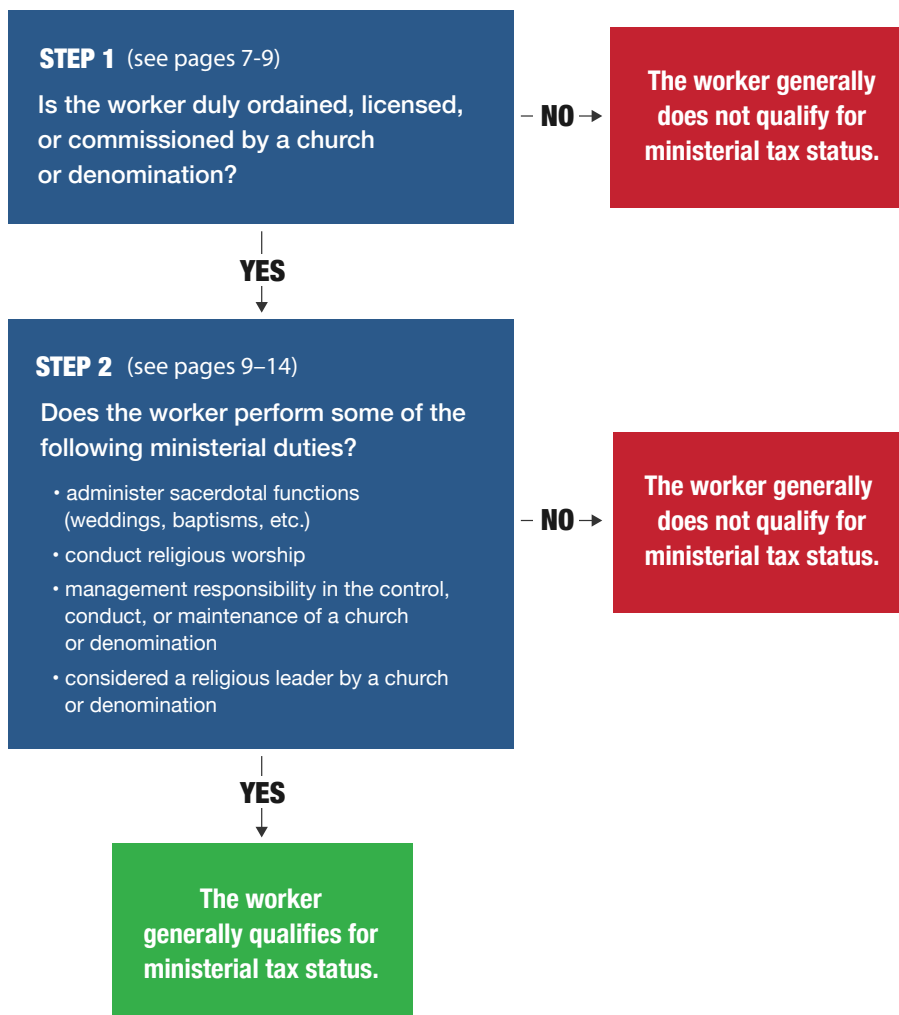 STEP 1 (see pages 7-9)
Is the worker duly ordained, licensed,
or commissioned by a church
or denomination?
NO
The worker generally
does not qualify for
ministerial tax status.
YES
STEP 2 (see pages 9–14)
Does the worker perform some of the
following ministerial duties?
• administer sacerdotal functions
(weddings, baptisms, etc.)
• conduct religious worship
• management responsibility in the control,
conduct, or maintenance of a church
or denomination
• considered a religious leader by a church
or denomination
NO
The worker generally
does not qualify for
ministerial tax status.
YES
The worker
generally qualifies for
ministerial tax status.